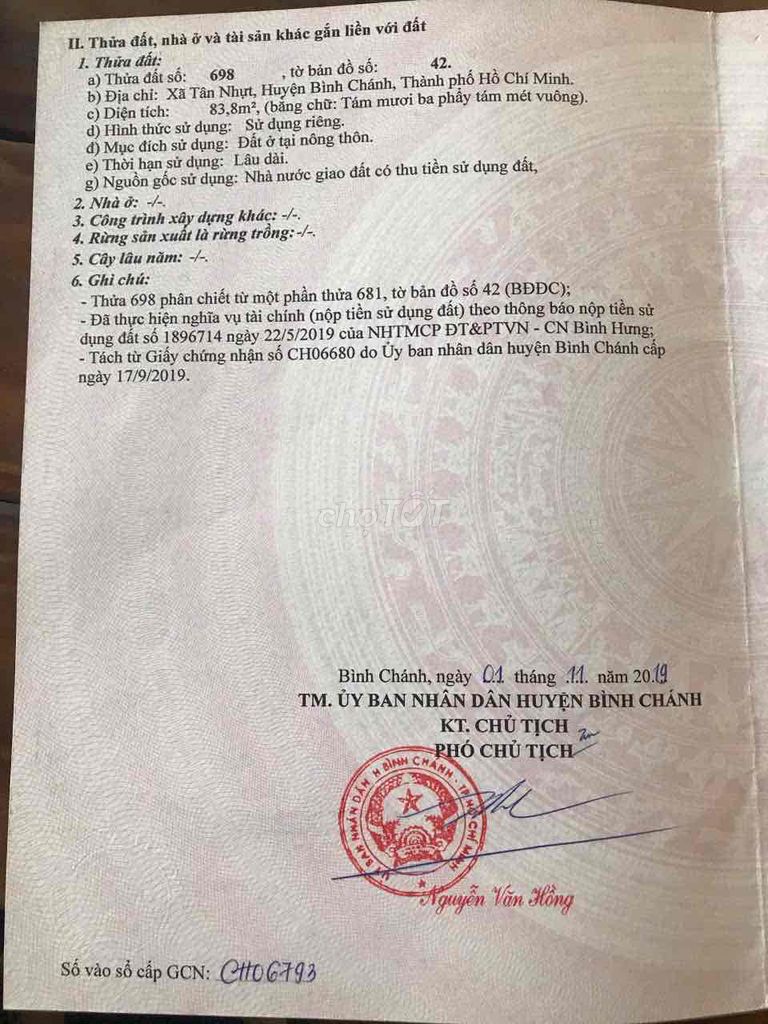 II. Thửa đất, nhà ở và tài sản khác gắn liền với đất
1. Thửa đất:
a) Thửa đất số: 698 , tờ bản đồ số: 42.
b) Địa chỉ: Xã Tân Nhựt, Huyện Bình Chánh, Thành phố Hồ Chí Minh.
c) Diện tích: 83,8m², (bằng chữ: Tám mươi ba phẩy tám mét vuông).
d) Hình thức sử dụng: Sử dụng riêng.
đ) Mục đích sử dụng: Đất ở tại nông thôn.
e) Thời hạn sử dụng: Lâu dài.
g) Nguồn gốc sử dụng: Nhà nước giao đất có thu tiền sử dụng đất,
2. Nhà ở: -/-.
3. Công trình xây dựng khác: -/-.
4. Rừng sản xuất là rừng trồng: -/-.
5. Cây lâu năm: -/-.
6. Ghi chú:
- Thửa 698 phân chiết từ một phần thửa 681, tờ bản đồ số 42 (BĐĐC);
- Đã thực hiện nghĩa vụ tài chính (nộp tiền sử dụng đất) theo thông báo nộp tiền sử
dụng đất số 1896714 ngày 22/5/2019 của NHTMCP ĐT&PTVN - CN Bình Hưng;
- Tách từ Giấy chứng nhận số CH06680 do Ủy ban nhân dân huyện Bình Chánh cấp
ngày 17/9/2019.
chợTỐT
Bình Chánh, ngày 01 tháng 11. năm 2019
TM. ỦY BAN NHÂN DÂN HUYỆN BÌNH CHÁNH
KT. CHỦ TỊCH
PHÓ CHỦ TỊCH
ỦY BAN NHÂN DÂN H BÌNH CHÁNH - TP HỒ CHÍ MINH
Nguyễn Văn Hồng
Số vào sổ cấp GCN: CH06793